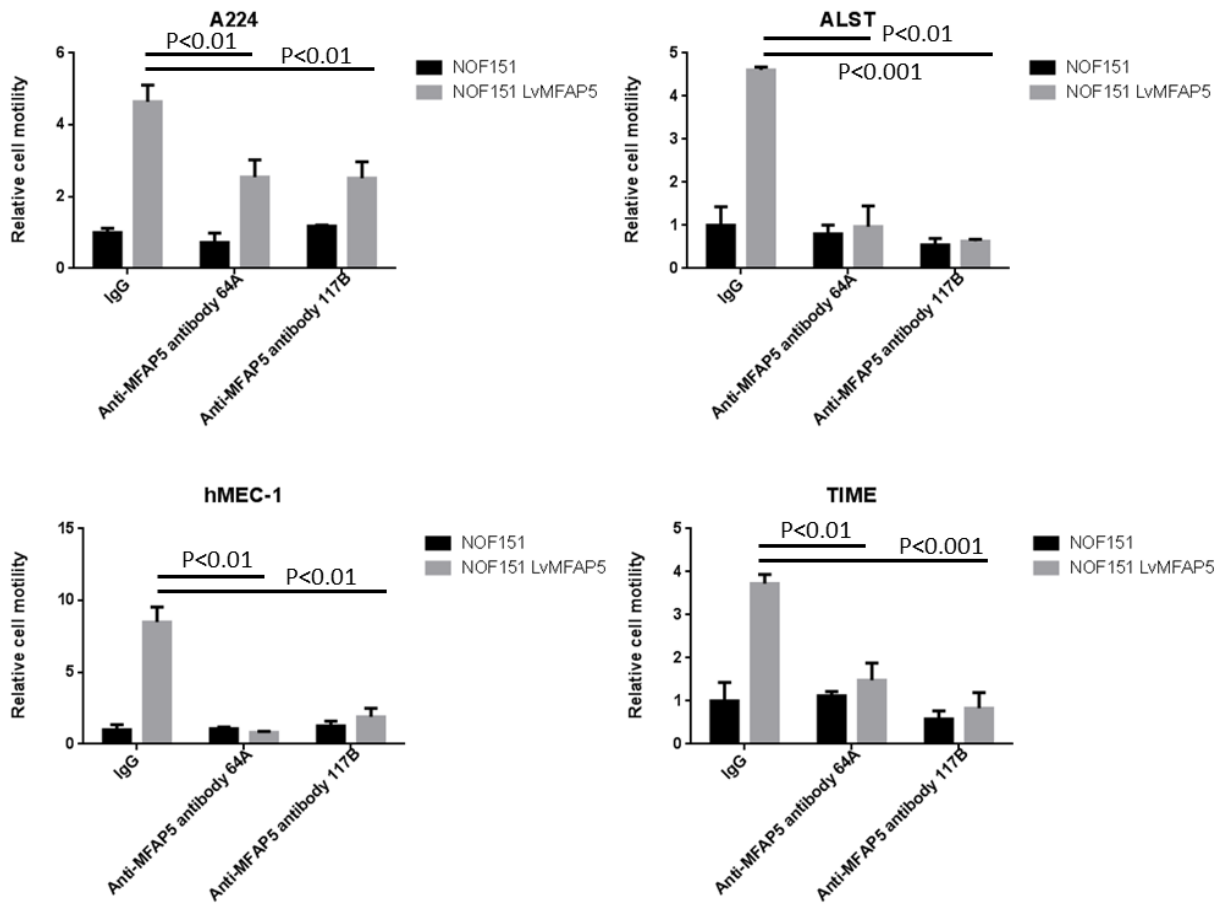 A224
P<0.01
P<0.01
NOF151
NOF151 LvMFAP5
Relative cell motility
6
4
2
0
IgG
Anti-MFAP5 antibody 64A
Anti-MFAP5 antibody 117B
ALST
P<0.01
P<0.001
NOF151
NOF151 LvMFAP5
Relative cell motility
5
4
3
2
1
0
IgG
Anti-MFAP5 antibody 64A
Anti-MFAP5 antibody 117B
hMEC-1
P<0.01
P<0.01
NOF151
NOF151 LvMFAP5
Relative cell motility
15
10
5
0
IgG
Anti-MFAP5 antibody 64A
Anti-MFAP5 antibody 117B
TIME
P<0.01
P<0.001
NOF151
NOF151 LvMFAP5
Relative cell motility
5
4
3
2
1
0
IgG
Anti-MFAP5 antibody 64A
Anti-MFAP5 antibody 117B